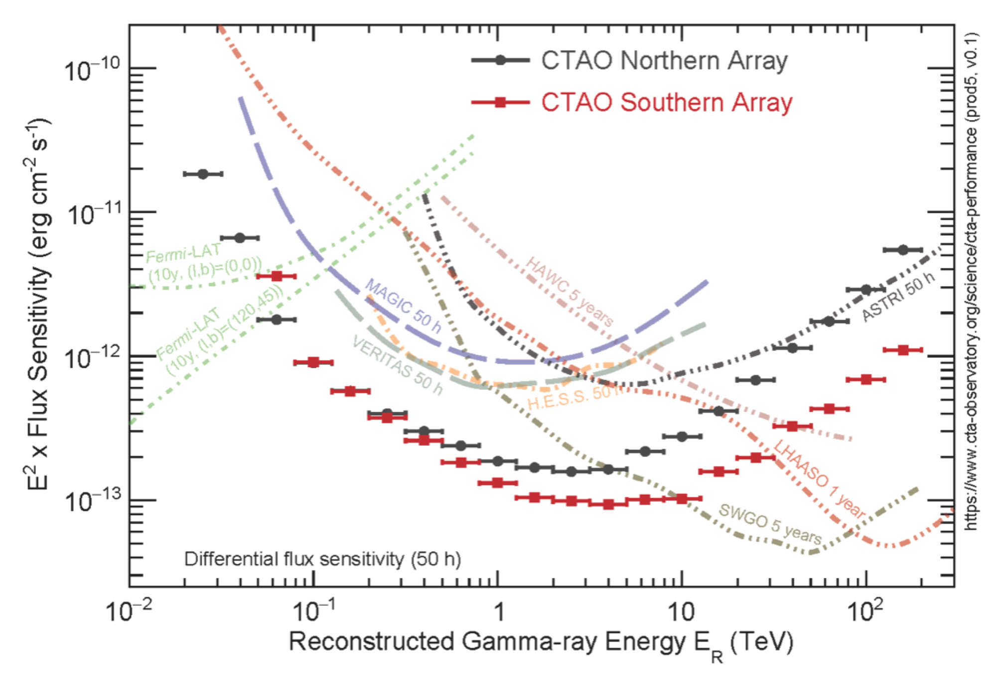 CTAO Northern Array
CTAO Southern Array
10⁻¹⁰
10⁻¹¹
10⁻¹²
10⁻¹³
E² x Flux Sensitivity (erg cm⁻² s⁻¹)
Fermi-LAT
(10y, (l,b)=(0,0))
Fermi-LAT
(10y, (l,b)=(120,45))
MAGIC 50 h
VERITAS 50 h
H.E.S.S. 50 h
HAWC 5 years
ASTRI 50 h
LHAASO 1 year
SWGO 5 years
Differential flux sensitivity (50 h)
10⁻²
10⁻¹
1
10
10²
Reconstructed Gamma-ray Energy E_R (TeV)
https://www.cta-observatory.org/science/cta-performance (prod5, v0.1)